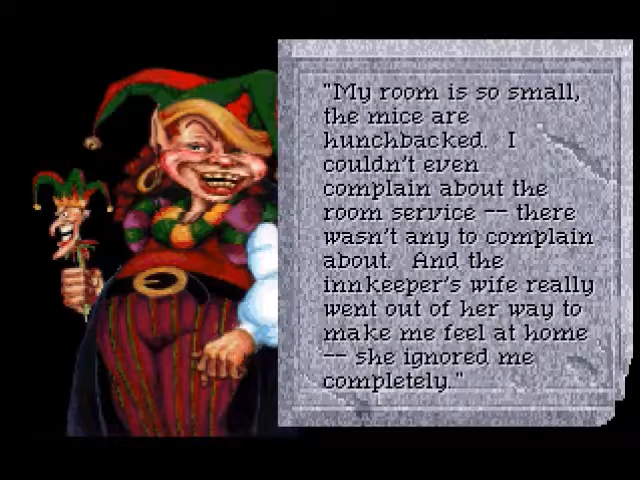 "My room is so small,
the mice are
hunchbacked.  I
couldn't even
complain about the
room service -- there
wasn't any to complain
about.  And the
innkeeper's wife really
went out of her way to
make me feel at home
-- she ignored me
completely."